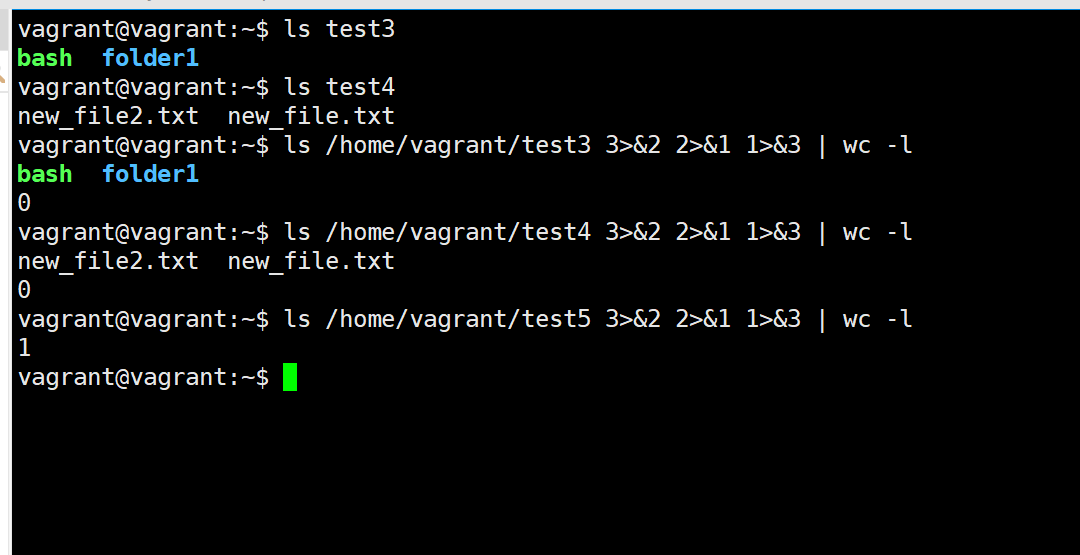 vagrant@vagrant:~$ ls test3
bash  folder1
vagrant@vagrant:~$ ls test4
new_file2.txt  new_file.txt
vagrant@vagrant:~$ ls /home/vagrant/test3 3>&2 2>&1 1>&3 | wc -l
bash  folder1
0
vagrant@vagrant:~$ ls /home/vagrant/test4 3>&2 2>&1 1>&3 | wc -l
new_file2.txt  new_file.txt
0
vagrant@vagrant:~$ ls /home/vagrant/test5 3>&2 2>&1 1>&3 | wc -l
1
vagrant@vagrant:~$